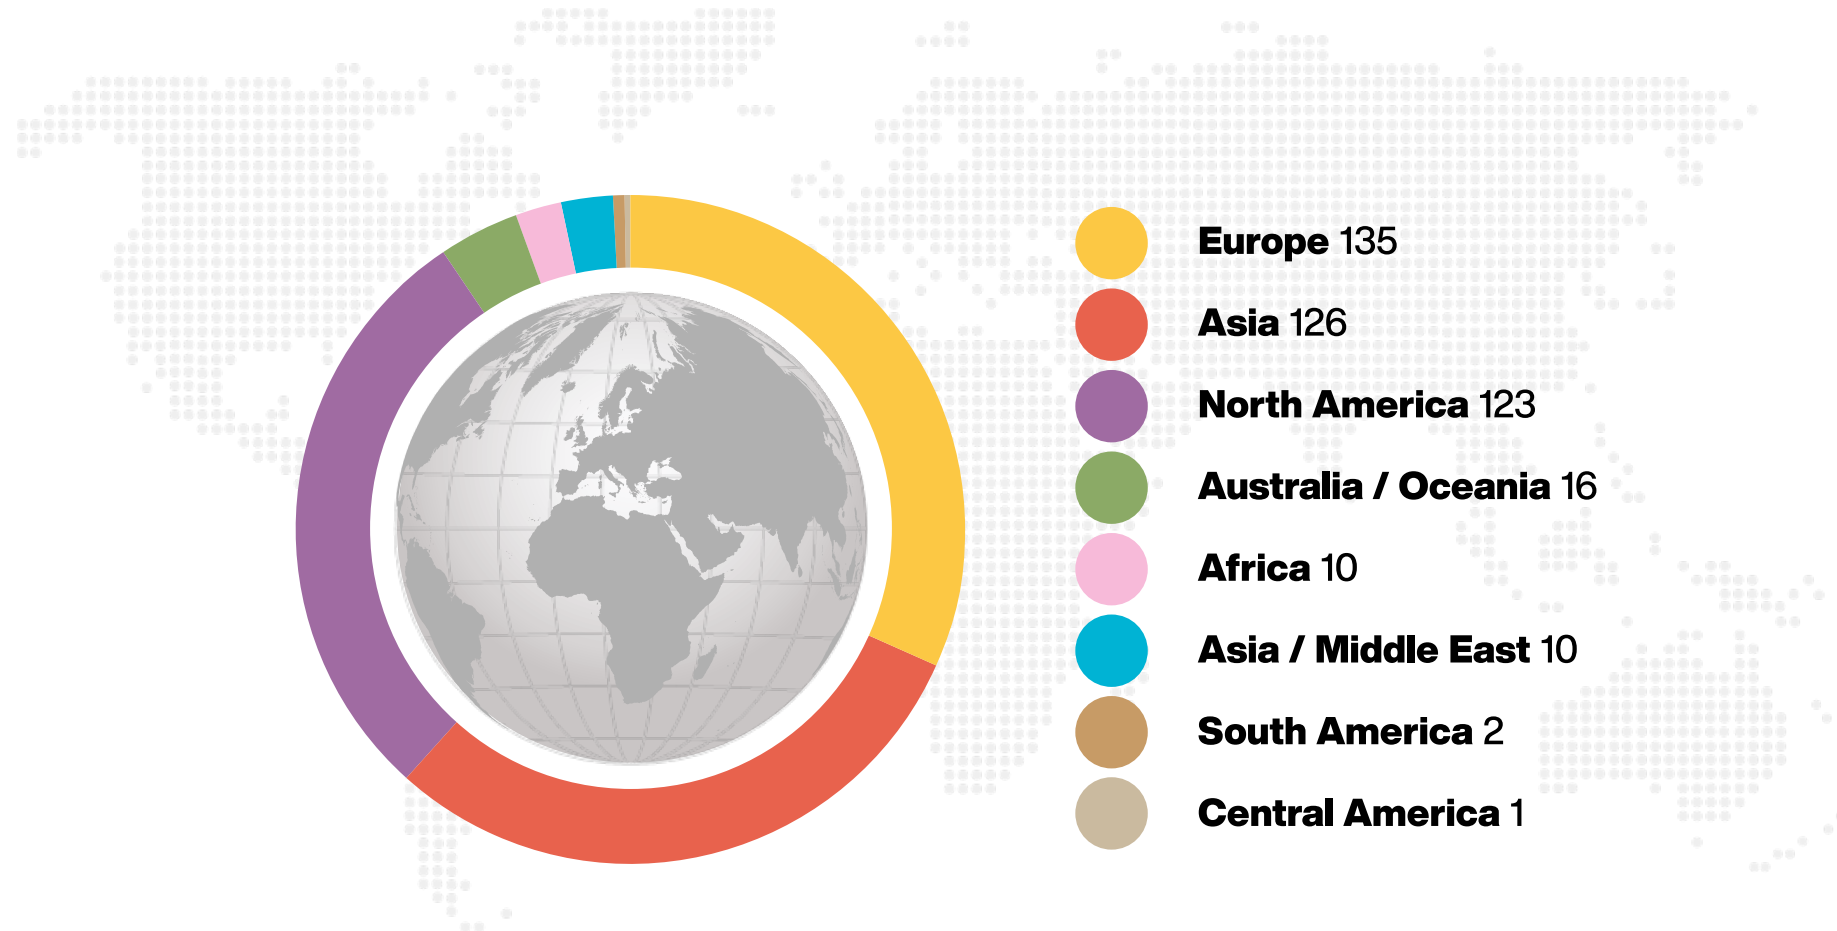 Europe 135
Asia 126
North America 123
Australia / Oceania 16
Africa 10
Asia / Middle East 10
South America 2
Central America 1